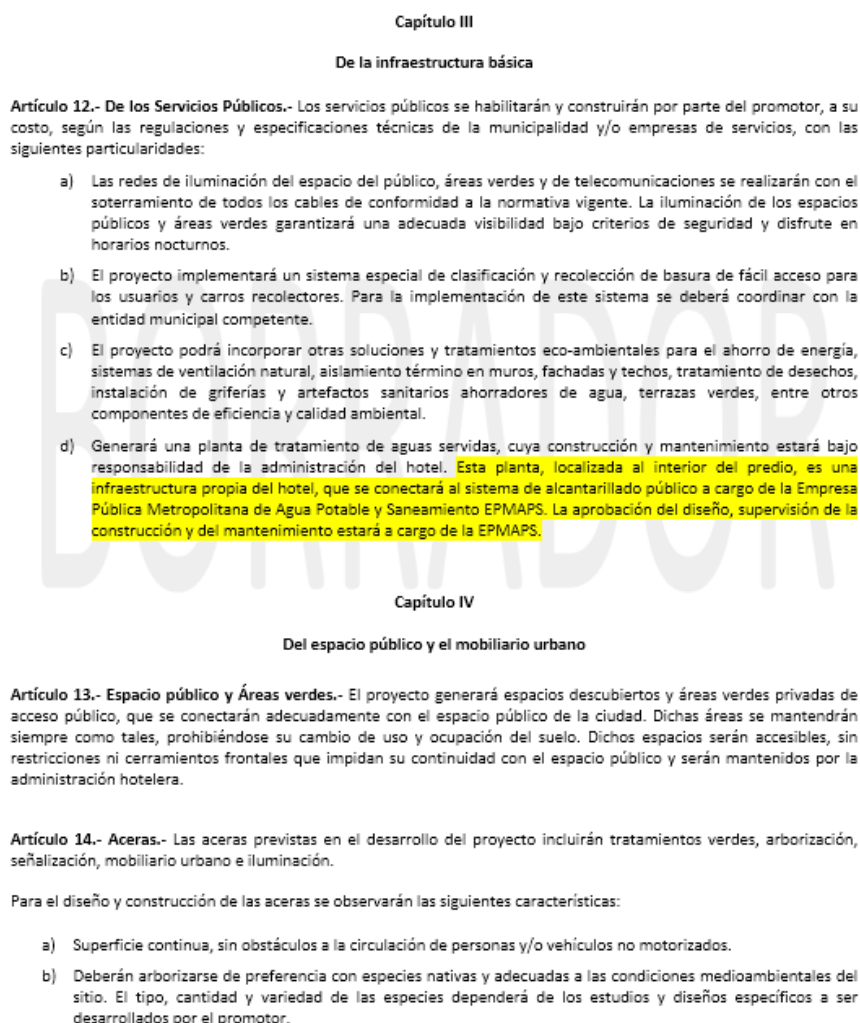 Capítulo III
De la infraestructura básica
Artículo 12.- De los Servicios Públicos.- Los servicios públicos se habilitarán y construirán por parte del promotor, a su
costo, según las regulaciones y especificaciones técnicas de la municipalidad y/o empresas de servicios, con las
siguientes particularidades:
a) Las redes de iluminación del espacio del público, áreas verdes y de telecomunicaciones se realizarán con el
soterramiento de todos los cables de conformidad a la normativa vigente. La iluminación de los espacios
públicos y áreas verdes garantizará una adecuada visibilidad bajo criterios de seguridad y disfrute en
horarios nocturnos.
b) El proyecto implementará un sistema especial de clasificación y recolección de basura de fácil acceso para
los usuarios y carros recolectores. Para la implementación de este sistema se deberá coordinar con la
entidad municipal competente.
c) El proyecto podrá incorporar otras soluciones y tratamientos eco-ambientales para el ahorro de energía,
sistemas de ventilación natural, aislamiento término en muros, fachadas y techos, tratamiento de desechos,
instalación de griferías y artefactos sanitarios ahorradores de agua, terrazas verdes, entre otros
componentes de eficiencia y calidad ambiental.
d) Generará una planta de tratamiento de aguas servidas, cuya construcción y mantenimiento estará bajo
responsabilidad de la administración del hotel. Esta planta, localizada al interior del predio, es una
infraestructura propia del hotel, que se conectará al sistema de alcantarillado público a cargo de la Empresa
Pública Metropolitana de Agua Potable y Saneamiento EPMAPS. La aprobación del diseño, supervisión de la
construcción y del mantenimiento estará a cargo de la EPMAPS.
BORRADOR
Capítulo IV
Del espacio público y el mobiliario urbano
Artículo 13.- Espacio público y Áreas verdes.- El proyecto generará espacios descubiertos y áreas verdes privadas de
acceso público, que se conectarán adecuadamente con el espacio público de la ciudad. Dichas áreas se mantendrán
siempre como tales, prohibiéndose su cambio de uso y ocupación del suelo. Dichos espacios serán accesibles, sin
restricciones ni cerramientos frontales que impidan su continuidad con el espacio público y serán mantenidos por la
administración hotelera.
Artículo 14.- Aceras.- Las aceras previstas en el desarrollo del proyecto incluirán tratamientos verdes, arborización,
señalización, mobiliario urbano e iluminación.
Para el diseño y construcción de las aceras se observarán las siguientes características:
a) Superficie continua, sin obstáculos a la circulación de personas y/o vehículos no motorizados.
b) Deberán arborizarse de preferencia con especies nativas y adecuadas a las condiciones medioambientales del
sitio. El tipo, cantidad y variedad de las especies dependerá de los estudios y diseños específicos a ser
desarrollados por el promotor.